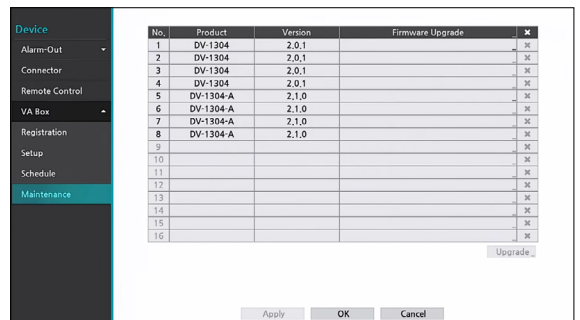 Device
Alarm-Out
Connector
Remote Control
VA Box
Registration
Setup
Schedule
Maintenance
No. Product Version Firmware Upgrade _ ✖
1 DV-1304 2.0.1 _ ✖
2 DV-1304 2.0.1 _ ✖
3 DV-1304 2.0.1 _ ✖
4 DV-1304 2.0.1 _ ✖
5 DV-1304-A 2.1.0 _ ✖
6 DV-1304-A 2.1.0 _ ✖
7 DV-1304-A 2.1.0 _ ✖
8 DV-1304-A 2.1.0 _ ✖
9 _ ✖
10 _ ✖
11 _ ✖
12 _ ✖
13 _ ✖
14 _ ✖
15 _ ✖
16 _ ✖
Upgrade_
Apply OK Cancel